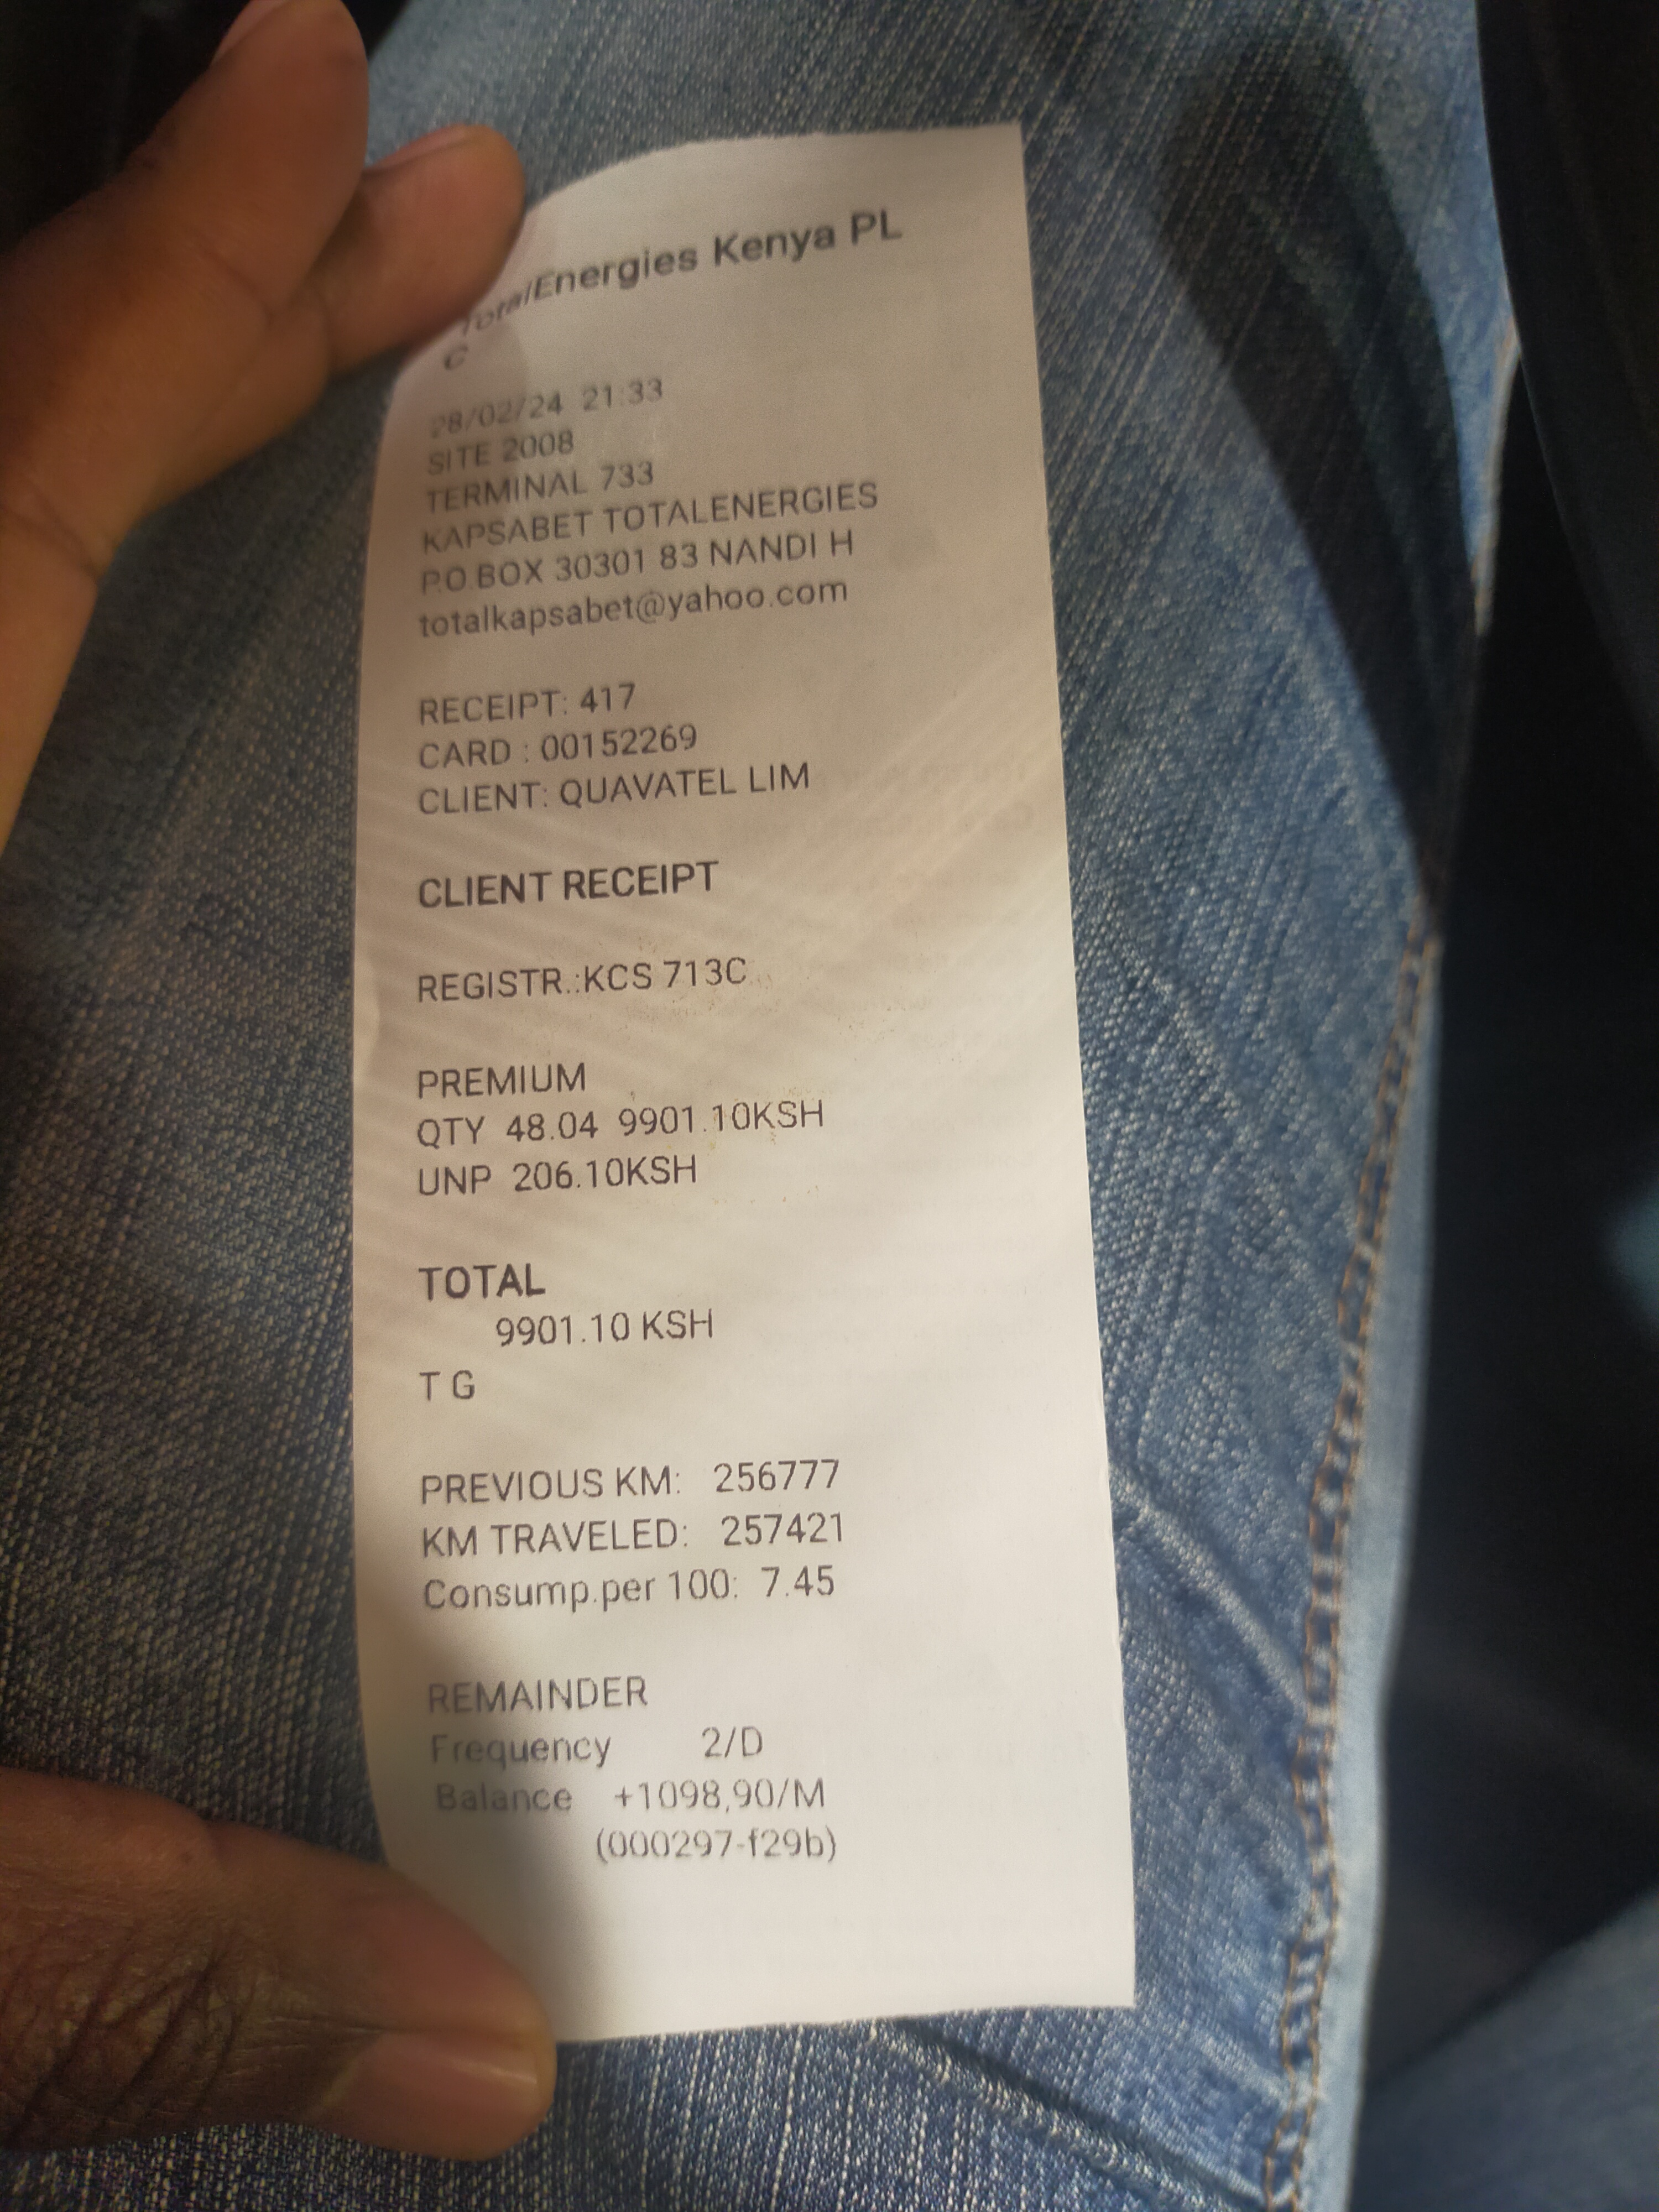 TotalEnergies Kenya PL
C
28/02/24 21:33
SITE 2008
TERMINAL 733
KAPSABET TOTALENERGIES
P.O.BOX 30301 83 NANDI H
totalkapsabet@yahoo.com
RECEIPT: 417
CARD : 00152269
CLIENT: QUAVATEL LIM
CLIENT RECEIPT
REGISTR.:KCS 713C
PREMIUM
QTY 48.04 9901.10KSH
UNP 206.10KSH
TOTAL
9901.10 KSH
T G
PREVIOUS KM: 256777
KM TRAVELED: 257421
Consump.per 100: 7.45
REMAINDER
Frequency 2/D
Balance +1098,90/M
(000297-f29b)